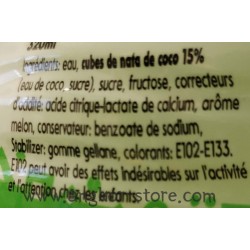 320ml
Ingrédients: eau, cubes de nata de coco 15%
(eau de coco, sucre), sucre, fructose, correcteurs
d'acidité: acide citrique-lactate de calcium, arôme
melon, conservateur: benzoate de sodium,
Stabilizer: gomme gellane, colorants: E102-E133.
E102 peut avoir des effets indésirables sur l'activité
et l'attention chez les enfants